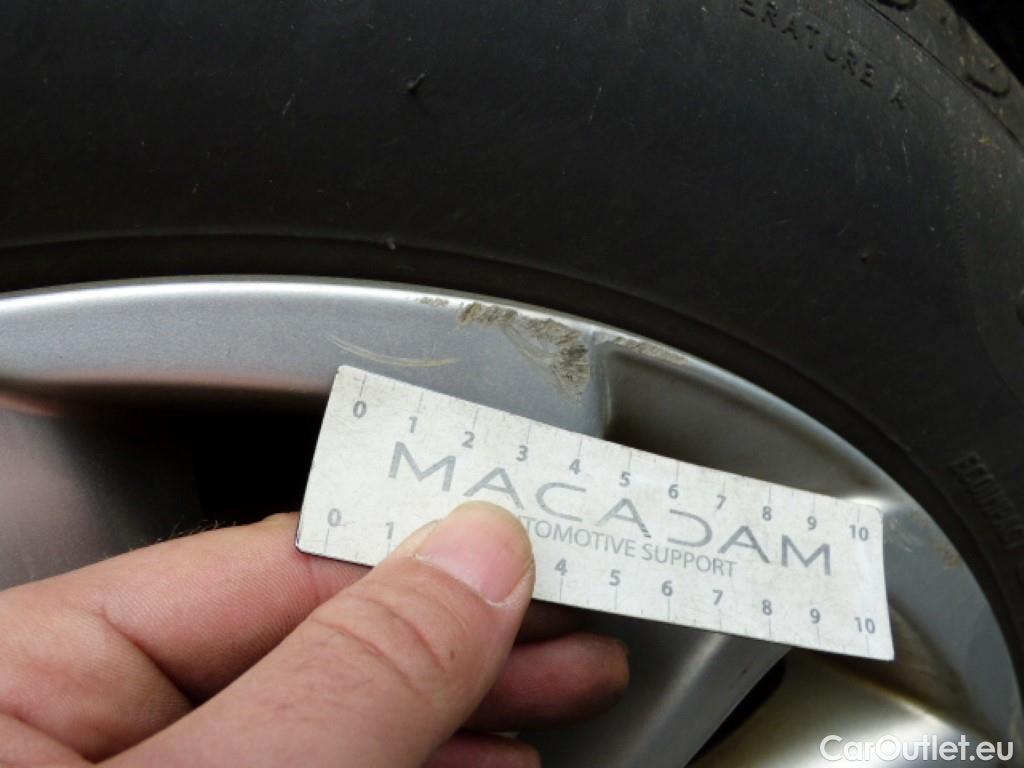 ERATURE A
0 1 2 3 4 5 6 7 8 9 10
MACADAM
TOMOTIVE SUPPORT
0 1 4 5 6 7 8 9 10
CarOutlet.eu